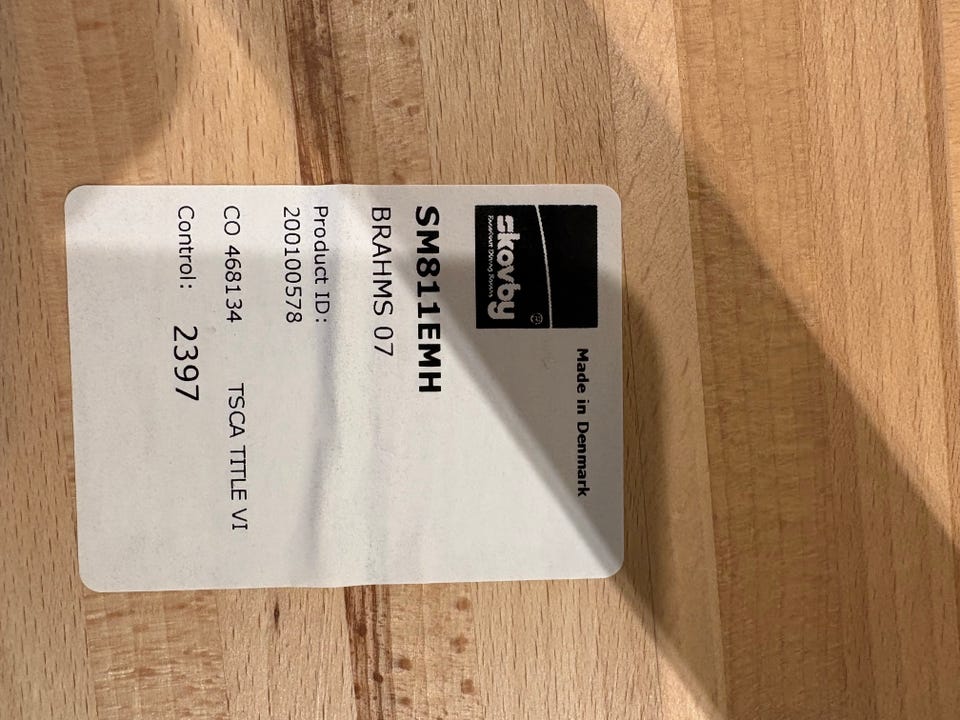 skovby®
Made in Denmark
SM811EMH
BRAHMS 07
Product ID:
200100578
CO 468134 TSCA TITLE VI
Control: 2397